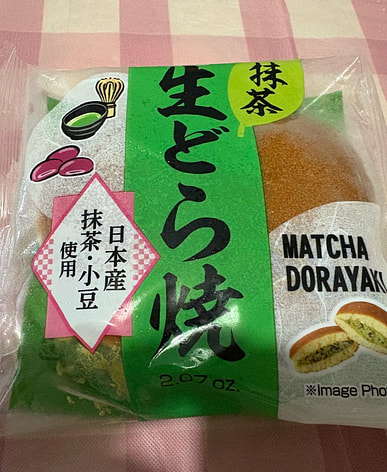 抹茶
生どら焼
日本産
抹茶・小豆
使用
MATCHA
DORAYAKI
2.07 OZ.
※Image Pho